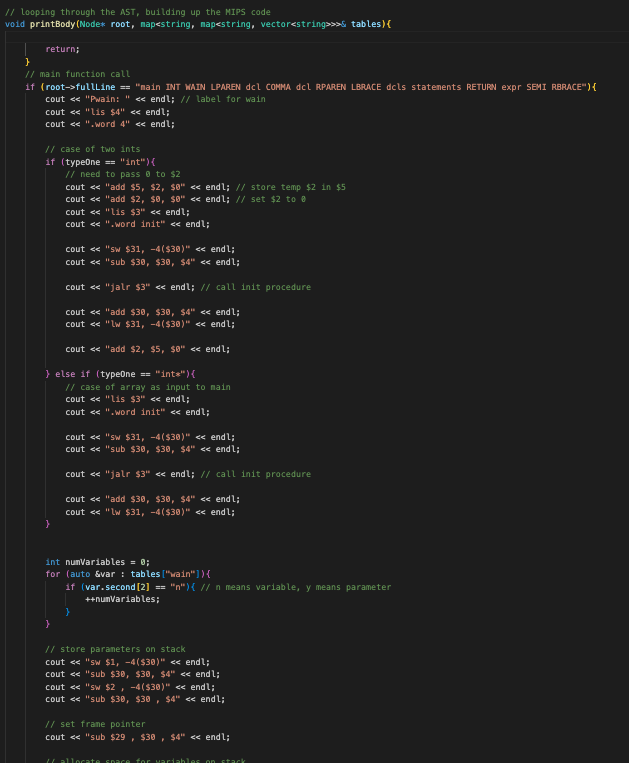 // looping through the AST, building up the MIPS code
void printBody(Node* root, map<string, map<string, vector<string>>>& tables){
return;
}
// main function call
if (root->fullLine == "main INT WAIN LPAREN dcl COMMA dcl RPAREN LBRACE dcls statements RETURN expr SEMI RBRACE"){
cout << "Pwain: " << endl; // label for wain
cout << "lis $4" << endl;
cout << ".word 4" << endl;
// case of two ints
if (typeOne == "int"){
// need to pass 0 to $2
cout << "add $5, $2, $0" << endl; // store temp $2 in $5
cout << "add $2, $0, $0" << endl; // set $2 to 0
cout << "lis $3" << endl;
cout << ".word init" << endl;
cout << "sw $31, -4($30)" << endl;
cout << "sub $30, $30, $4" << endl;
cout << "jalr $3" << endl; // call init procedure
cout << "add $30, $30, $4" << endl;
cout << "lw $31, -4($30)" << endl;
cout << "add $2, $5, $0" << endl;
} else if (typeOne == "int*"){
// case of array as input to main
cout << "lis $3" << endl;
cout << ".word init" << endl;
cout << "sw $31, -4($30)" << endl;
cout << "sub $30, $30, $4" << endl;
cout << "jalr $3" << endl; // call init procedure
cout << "add $30, $30, $4" << endl;
cout << "lw $31, -4($30)" << endl;
}
int numVariables = 0;
for (auto &var : tables["wain"]){
if (var.second[2] == "n"){ // n means variable, y means parameter
++numVariables;
}
}
// store parameters on stack
cout << "sw $1, -4($30)" << endl;
cout << "sub $30, $30, $4" << endl;
cout << "sw $2 , -4($30)" << endl;
cout << "sub $30, $30 , $4" << endl;
// set frame pointer
cout << "sub $29 , $30 , $4" << endl;
// allocate space for variables on stack